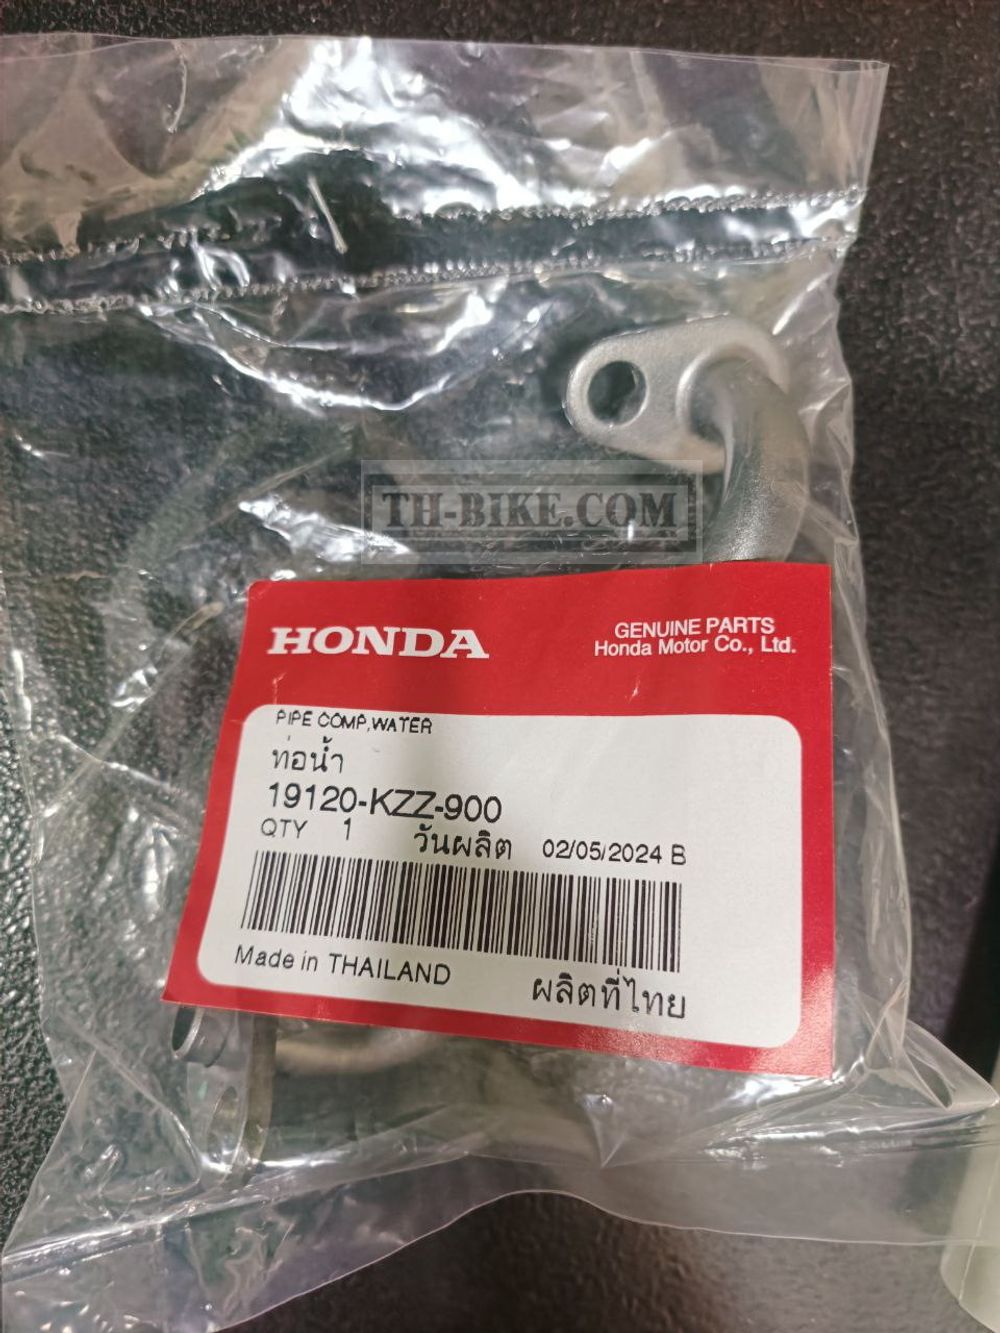 TH-BIKE.COM
HONDA
GENUINE PARTS
Honda Motor Co., Ltd.
PIPE COMP,WATER
ท่อน้ำ
19120-KZZ-900
QTY 1 วันผลิต 02/05/2024 B
Made in THAILAND ผลิตที่ไทย